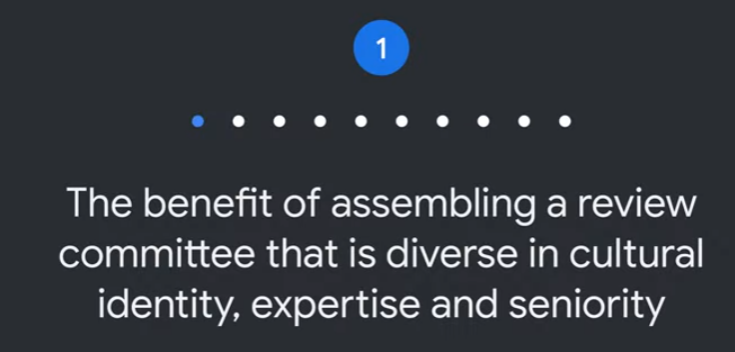 1
The benefit of assembling a review
committee that is diverse in cultural
identity, expertise and seniority